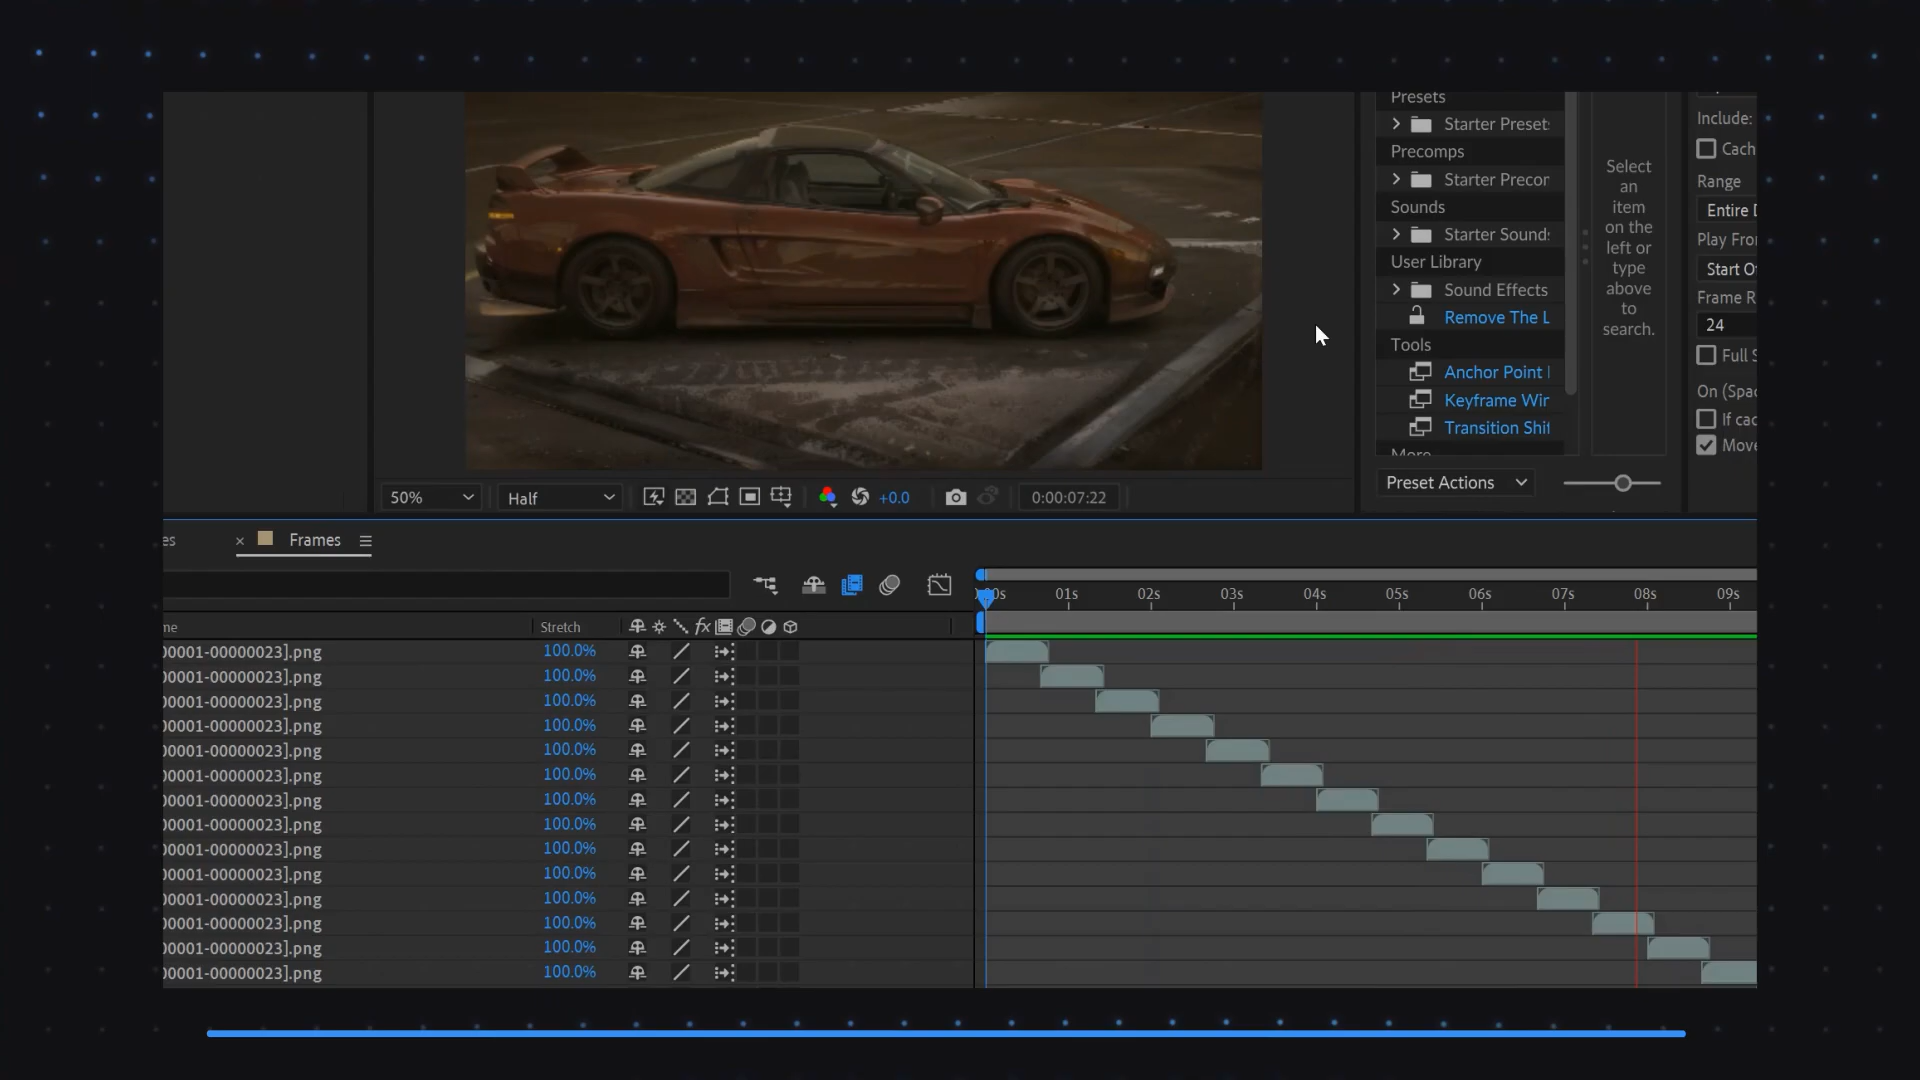 Presets
Starter Preset
Precomps
Starter Precor
Sounds
Starter Sound
User Library
Sound Effects
Remove The L
Tools
Anchor Point
Keyframe Wir
Transition Shif
Preset Actions
Select
an
item
on the
left or
type
above
to
search.
Include:
Cach
Range
Entire D
Play Fro
Start O
Frame R
24
Full S
On (Spac
If cac
Move
50%
Half
+0.0
0:00:07:22
es
× Frames
01s 02s 03s 04s 05s 06s 07s 08s 09s
me Stretch fx
00001-00000023].png 100.0%
00001-00000023].png 100.0%
00001-00000023].png 100.0%
00001-00000023].png 100.0%
00001-00000023].png 100.0%
00001-00000023].png 100.0%
00001-00000023].png 100.0%
00001-00000023].png 100.0%
00001-00000023].png 100.0%
00001-00000023].png 100.0%
00001-00000023].png 100.0%
00001-00000023].png 100.0%
00001-00000023].png 100.0%
00001-00000023].png 100.0%